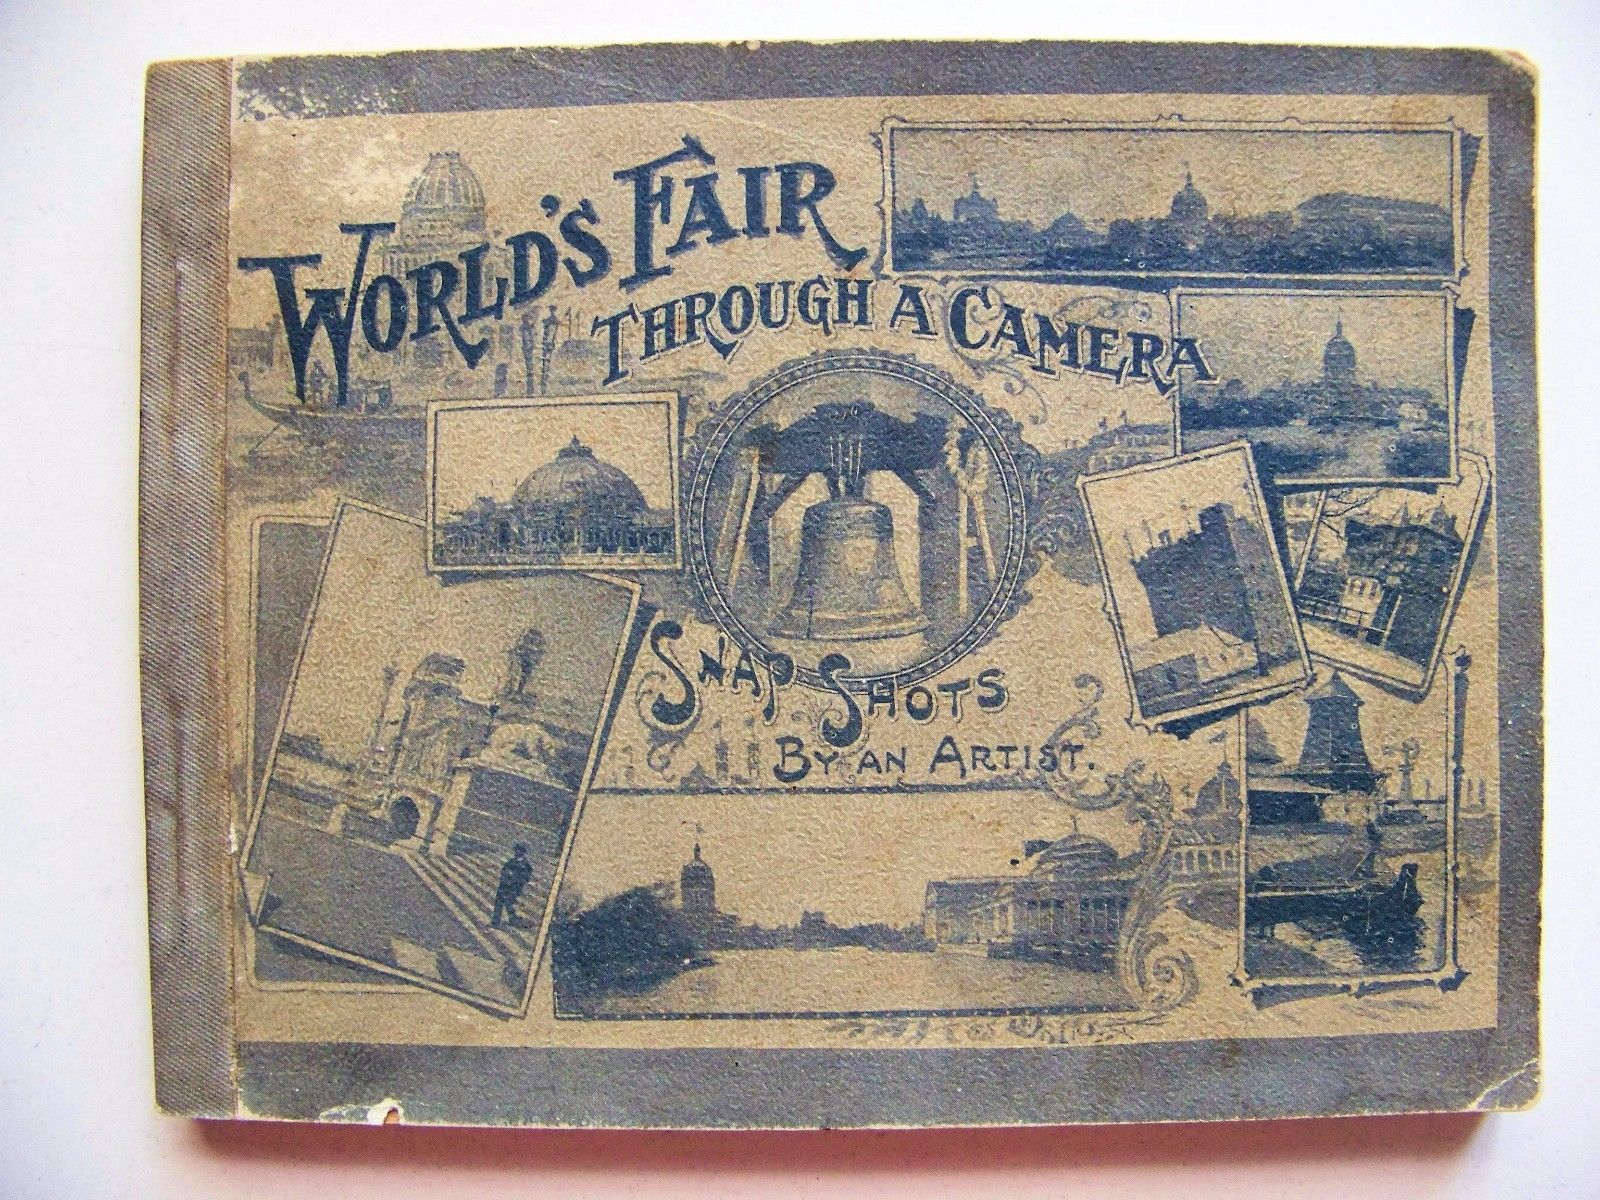 WORLD'S FAIR
THROUGH A CAMERA
SNAP SHOTS
BY AN ARTIST.